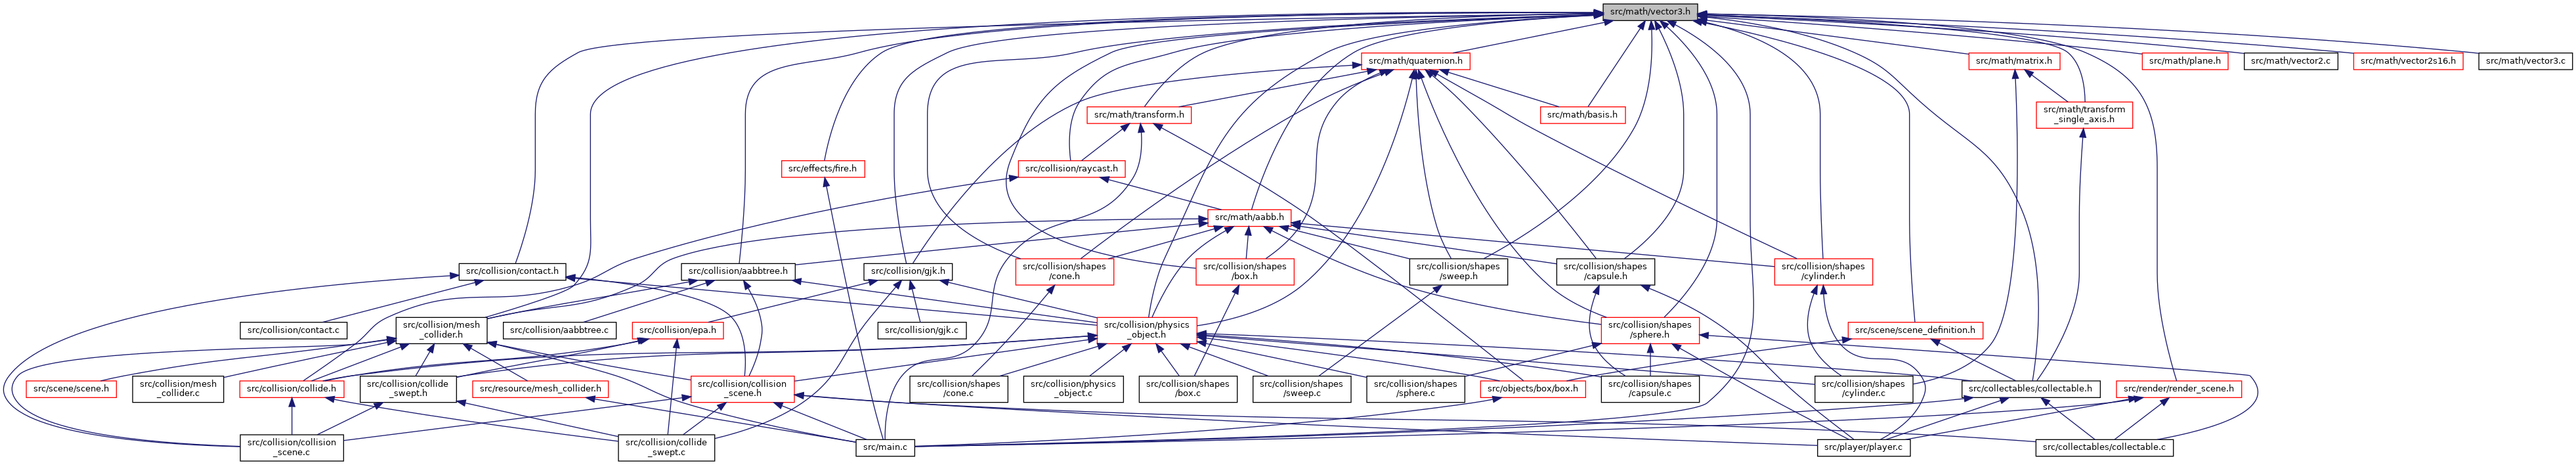 src/math/vector3.h
src/math/quaternion.h
src/math/matrix.h
src/math/plane.h
src/math/vector2.c
src/math/vector2s16.h
src/math/vector3.c
src/math/transform.h
src/math/basis.h
src/math/transform
_single_axis.h
src/effects/fire.h
src/collision/raycast.h
src/math/aabb.h
src/collision/contact.h
src/collision/aabbtree.h
src/collision/gjk.h
src/collision/shapes
/cone.h
src/collision/shapes
/box.h
src/collision/shapes
/sweep.h
src/collision/shapes
/capsule.h
src/collision/shapes
/cylinder.h
src/collision/contact.c
src/collision/mesh
_collider.h
src/collision/aabbtree.c
src/collision/epa.h
src/collision/gjk.c
src/collision/physics
_object.h
src/collision/shapes
/sphere.h
src/scene/scene_definition.h
src/scene/scene.h
src/collision/mesh
_collider.c
src/collision/collide.h
src/collision/collide
_swept.h
src/resource/mesh_collider.h
src/collision/collision
_scene.h
src/collision/shapes
/cone.c
src/collision/physics
_object.c
src/collision/shapes
/box.c
src/collision/shapes
/sweep.c
src/collision/shapes
/sphere.c
src/objects/box/box.h
src/collision/shapes
/capsule.c
src/collision/shapes
/cylinder.c
src/collectables/collectable.h
src/render/render_scene.h
src/collision/collision
_scene.c
src/collision/collide
_swept.c
src/main.c
src/player/player.c
src/collectables/collectable.c